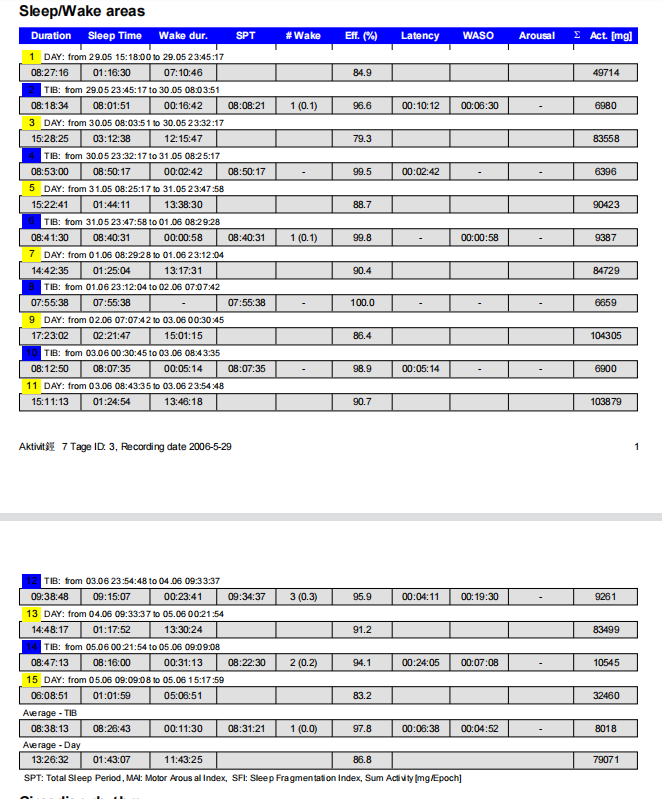 Sleep/Wake areas
Duration Sleep Time Wake dur. SPT # Wake Eff. (%) Latency WASO Arousal Σ Act. [mg]
1 DAY: from 29.05 15:18:00 to 29.05 23:45:17
08:27:16 01:16:30 07:10:46 84.9 49714
2 TIB: from 29.05 23:45:17 to 30.05 08:03:51
08:18:34 08:01:51 00:16:42 08:08:21 1 (0.1) 96.6 00:10:12 00:06:30 - 6980
3 DAY: from 30.05 08:03:51 to 30.05 23:32:17
15:28:25 03:12:38 12:15:47 79.3 83558
4 TIB: from 30.05 23:32:17 to 31.05 08:25:17
08:53:00 08:50:17 00:02:42 08:50:17 - 99.5 00:02:42 - - 6396
5 DAY: from 31.05 08:25:17 to 31.05 23:47:58
15:22:41 01:44:11 13:38:30 88.7 90423
6 TIB: from 31.05 23:47:58 to 01.06 08:29:28
08:41:30 08:40:31 00:00:58 08:40:31 1 (0.1) 99.8 - 00:00:58 - 9387
7 DAY: from 01.06 08:29:28 to 01.06 23:12:04
14:42:35 01:25:04 13:17:31 90.4 84729
8 TIB: from 01.06 23:12:04 to 02.06 07:07:42
07:55:38 07:55:38 - 07:55:38 - 100.0 - - - 6659
9 DAY: from 02.06 07:07:42 to 03.06 00:30:45
17:23:02 02:21:47 15:01:15 86.4 104305
10 TIB: from 03.06 00:30:45 to 03.06 08:43:35
08:12:50 08:07:35 00:05:14 08:07:35 - 98.9 00:05:14 - - 6900
11 DAY: from 03.06 08:43:35 to 03.06 23:54:48
15:11:13 01:24:54 13:46:18 90.7 103879
Aktivit經 7 Tage ID: 3, Recording date 2006-5-29 1
12 TIB: from 03.06 23:54:48 to 04.06 09:33:37
09:38:48 09:15:07 00:23:41 09:34:37 3 (0.3) 95.9 00:04:11 00:19:30 - 9261
13 DAY: from 04.06 09:33:37 to 05.06 00:21:54
14:48:17 01:17:52 13:30:24 91.2 83499
14 TIB: from 05.06 00:21:54 to 05.06 09:09:08
08:47:13 08:16:00 00:31:13 08:22:30 2 (0.2) 94.1 00:24:05 00:07:08 - 10545
15 DAY: from 05.06 09:09:08 to 05.06 15:17:59
06:08:51 01:01:59 05:06:51 83.2 32460
Average - TIB
08:38:13 08:26:43 00:11:30 08:31:21 1 (0.0) 97.8 00:06:38 00:04:52 - 8018
Average - Day
13:26:32 01:43:07 11:43:25 86.8 79071
SPT: Total Sleep Period, MAI: Motor Arousal Index, SFI: Sleep Fragmentation Index, Sum Activity [mg/Epoch]